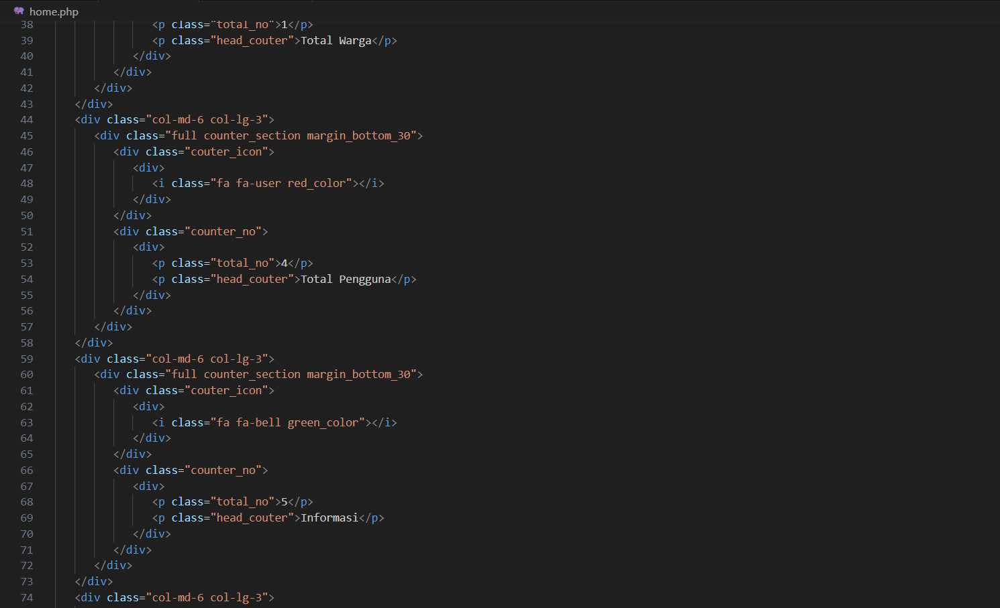 home.php
38 <p class="total_no">1</p>
39 <p class="head_couter">Total Warga</p>
40 </div>
41 </div>
42 </div>
43 </div>
44 <div class="col-md-6 col-lg-3">
45 <div class="full counter_section margin_bottom_30">
46 <div class="couter_icon">
47 <div>
48 <i class="fa fa-user red_color"></i>
49 </div>
50 </div>
51 <div class="counter_no">
52 <div>
53 <p class="total_no">4</p>
54 <p class="head_couter">Total Pengguna</p>
55 </div>
56 </div>
57 </div>
58 </div>
59 <div class="col-md-6 col-lg-3">
60 <div class="full counter_section margin_bottom_30">
61 <div class="couter_icon">
62 <div>
63 <i class="fa fa-bell green_color"></i>
64 </div>
65 </div>
66 <div class="counter_no">
67 <div>
68 <p class="total_no">5</p>
69 <p class="head_couter">Informasi</p>
70 </div>
71 </div>
72 </div>
73 </div>
74 <div class="col-md-6 col-lg-3">